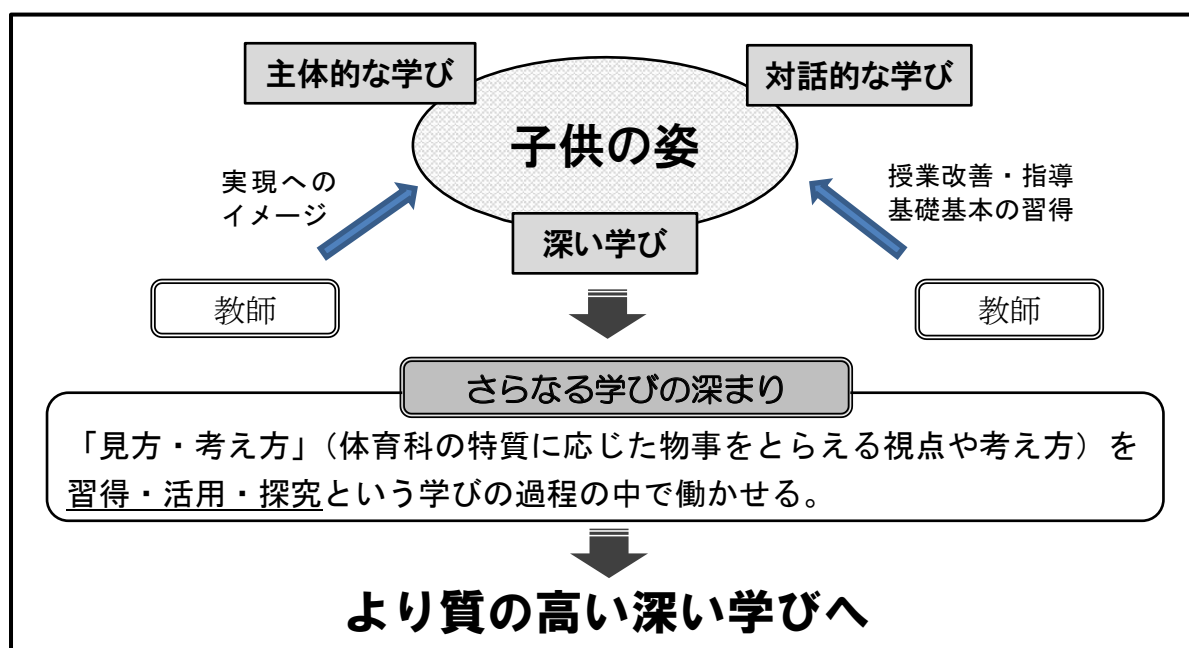 主体的な学び
対話的な学び
子供の姿
実現への
イメージ
授業改善・指導
基礎基本の習得
深い学び
教師
教師
さらなる学びの深まり
「見方・考え方」（体育科の特質に応じた物事をとらえる視点や考え方）を
習得・活用・探究という学びの過程の中で働かせる。
より質の高い深い学びへ